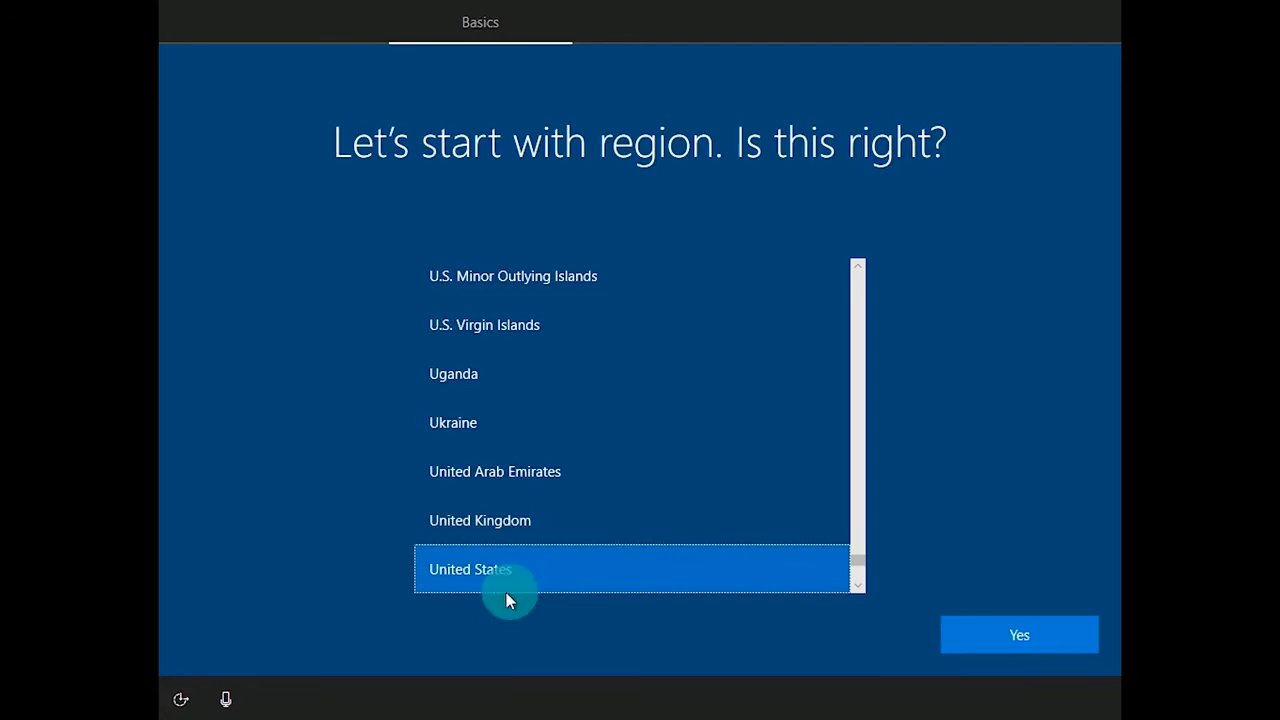 Basics
Let's start with region. Is this right?
U.S. Minor Outlying Islands
U.S. Virgin Islands
Uganda
Ukraine
United Arab Emirates
United Kingdom
United States
Yes